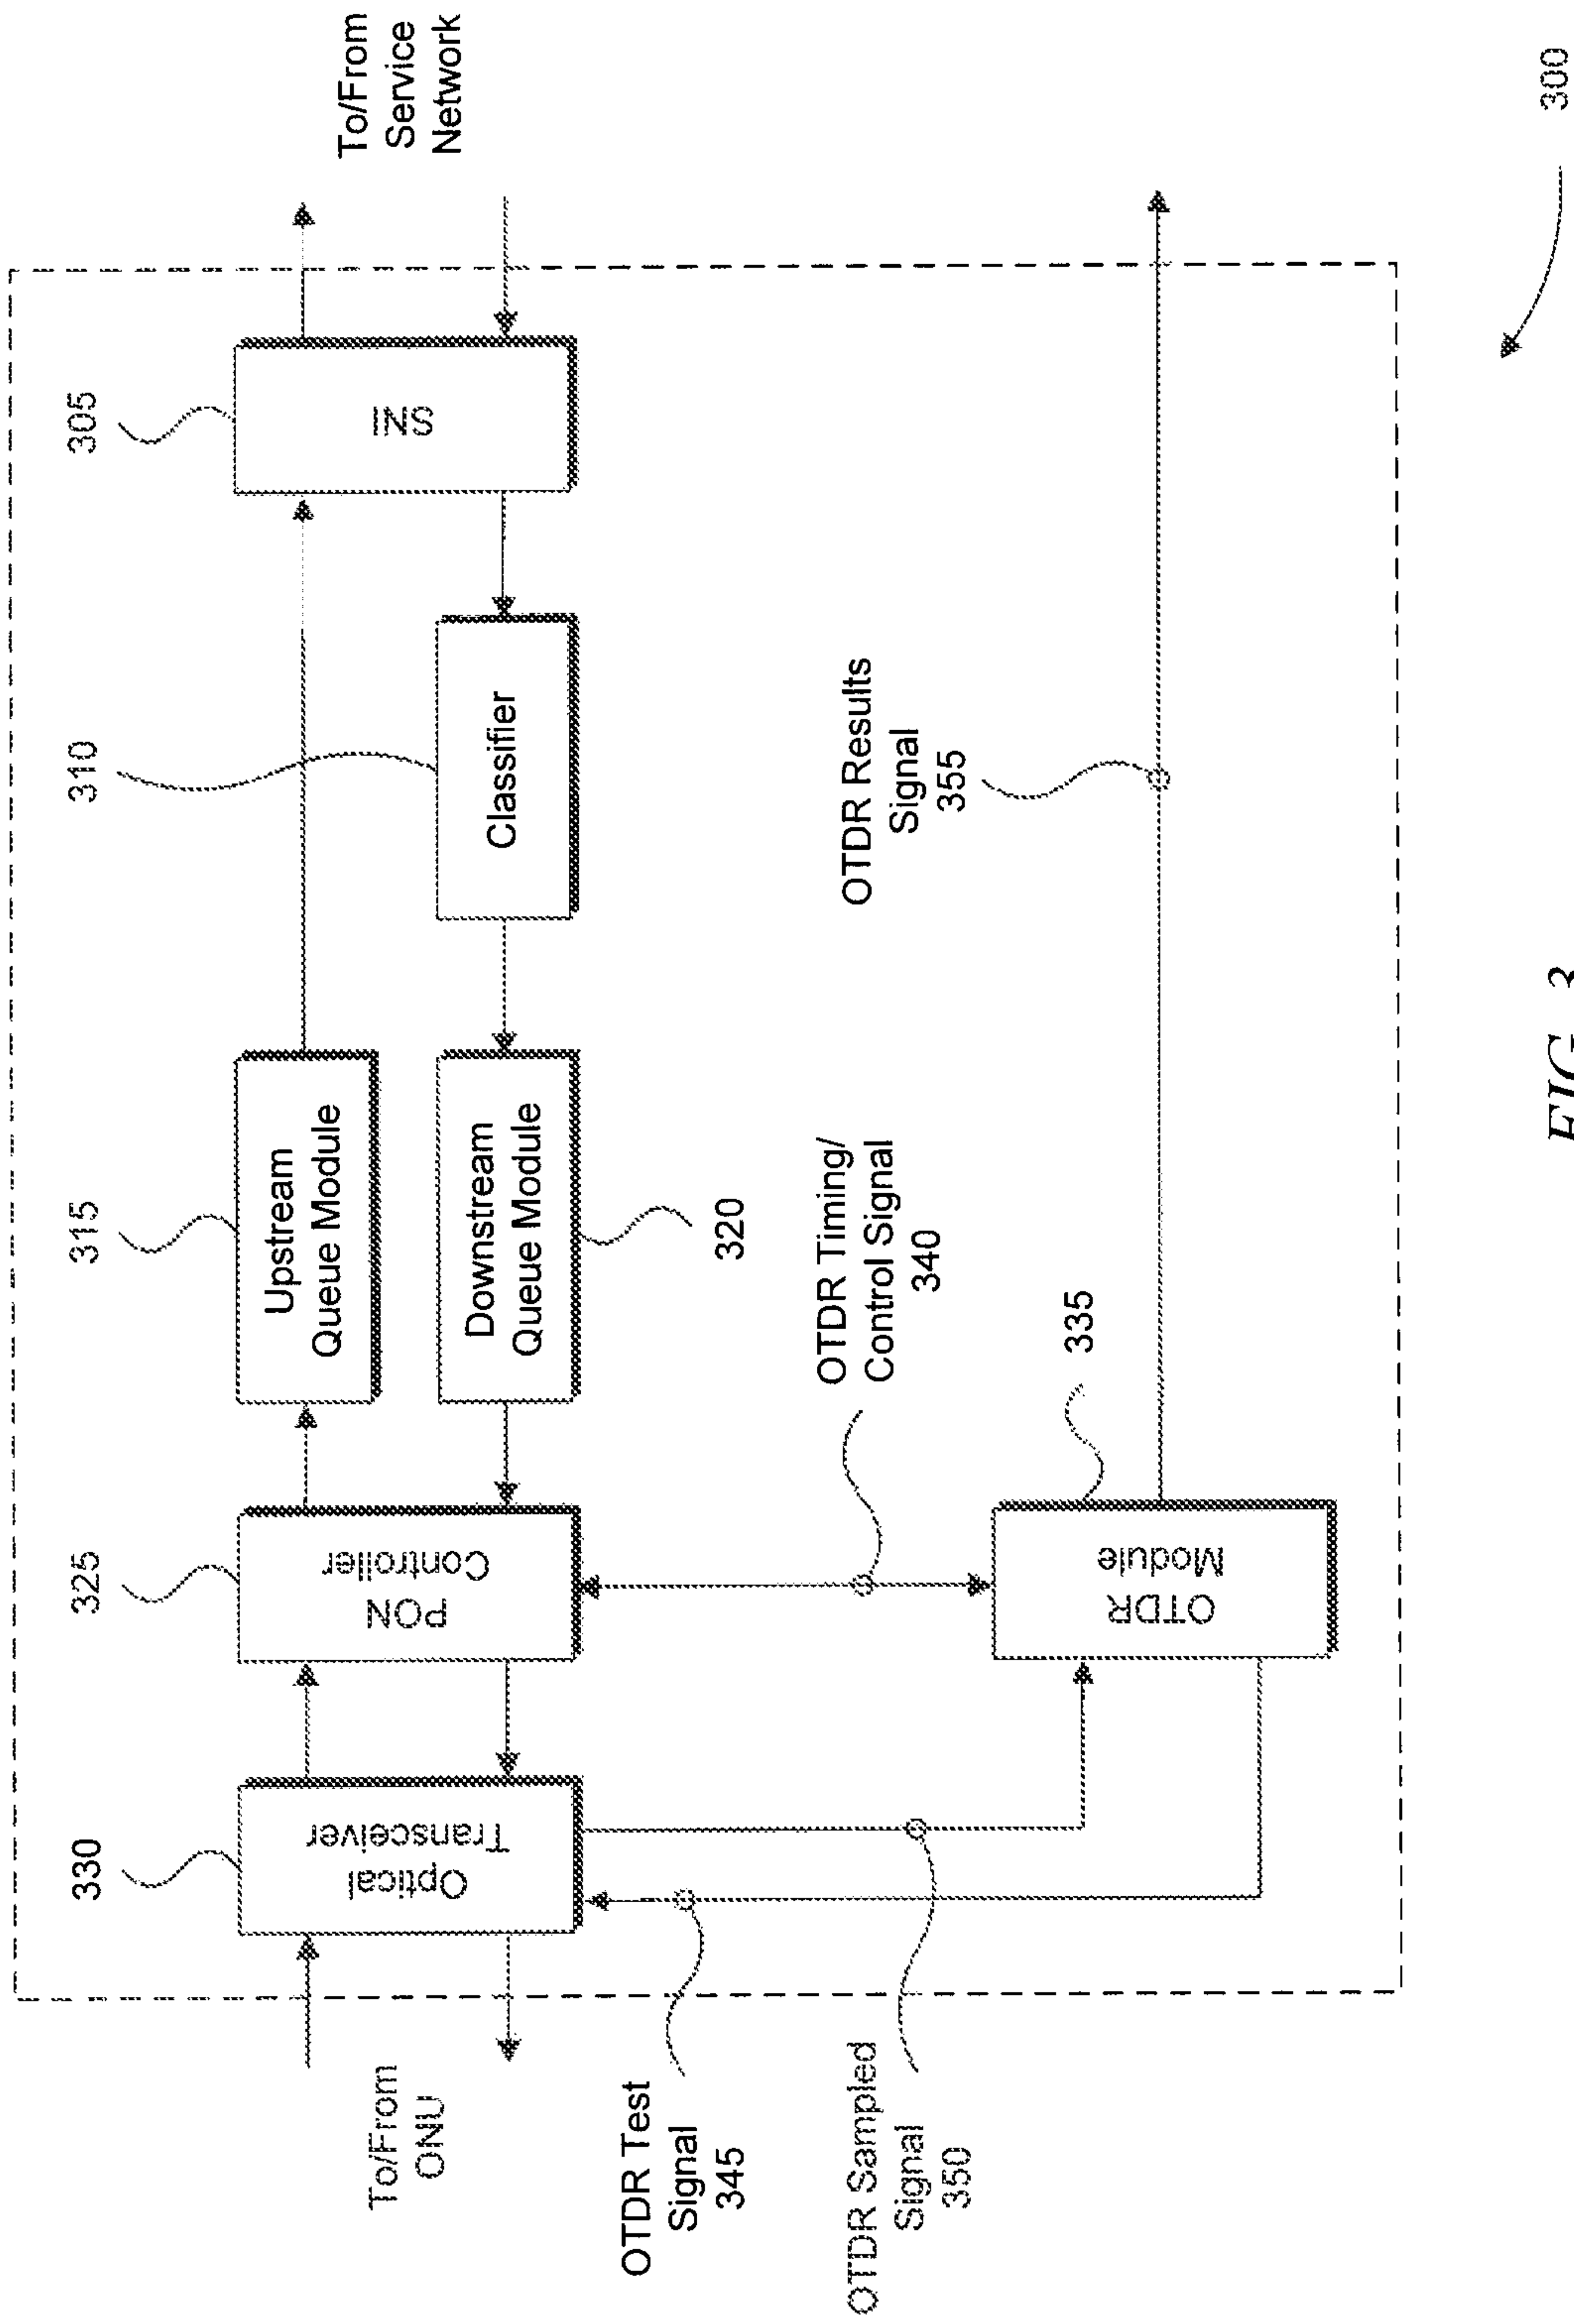 To/From
ONU
330
Optical
Transceiver
325
PON
Controller
315
Upstream
Queue Module
310
Classifier
305
SNI
To/From
Service
Network
Downstream
Queue Module
320
OTDR Test
Signal
345
OTDR Sampled
Signal
350
OTDR Timing/
Control Signal
340
OTDR Results
Signal
355
335
OTDR
Module
300
FIG. 3